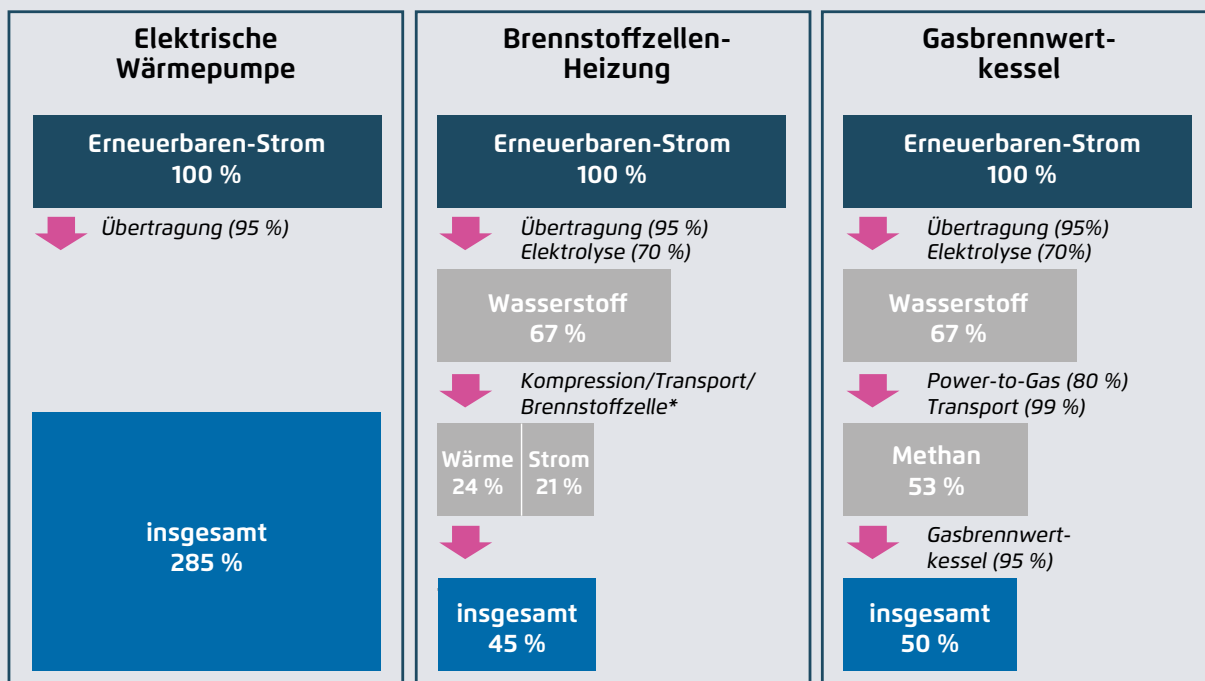 Elektrische
Wärmepumpe
Erneuerbaren-Strom
100 %
Übertragung (95 %)
insgesamt
285 %
Brennstoffzellen-
Heizung
Erneuerbaren-Strom
100 %
Übertragung (95 %)
Elektrolyse (70 %)
Wasserstoff
67 %
Kompression/Transport/
Brennstoffzelle*
Wärme
24 %
Strom
21 %
insgesamt
45 %
Gasbrennwert-
kessel
Erneuerbaren-Strom
100 %
Übertragung (95%)
Elektrolyse (70%)
Wasserstoff
67 %
Power-to-Gas (80 %)
Transport (99 %)
Methan
53 %
Gasbrennwert-
kessel (95 %)
insgesamt
50 %